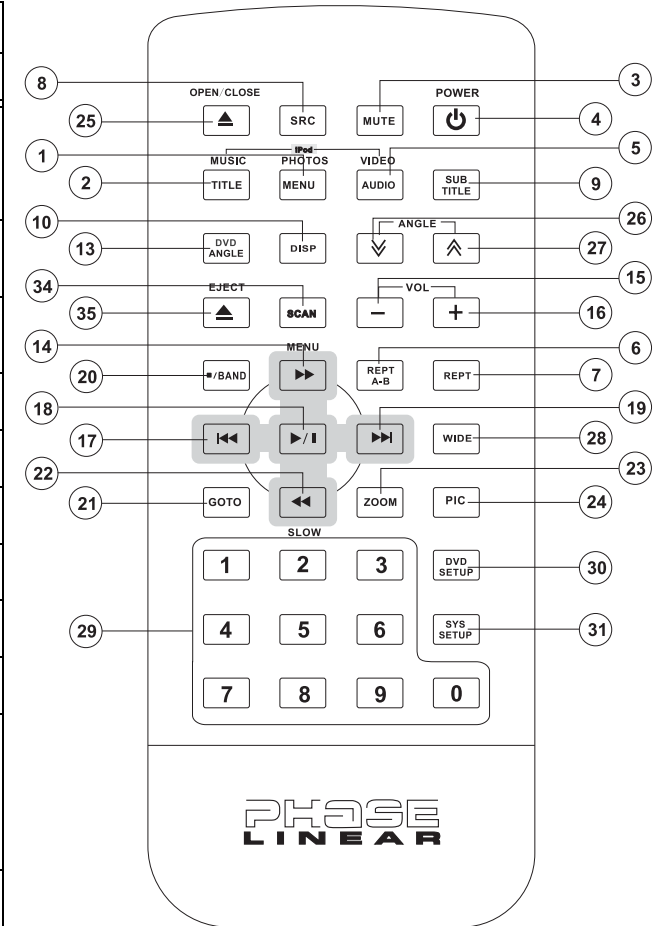 8 3
OPEN/CLOSE POWER
25 SRC MUTE 4
1 iPod 5
MUSIC PHOTOS VIDEO
2 TITLE MENU AUDIO SUB TITLE 9
10 ANGLE 26
13 DVD ANGLE DISP 27
34 EJECT VOL 15
35 SCAN − + 16
14 MENU 6
20 ■/BAND REPT A-B REPT 7
18 19
17 WIDE 28
22 23
21 GOTO ZOOM PIC 24
SLOW
1 2 3 DVD SETUP 30
29 4 5 6 SYS SETUP 31
7 8 9 0
PHASE
LINEAR